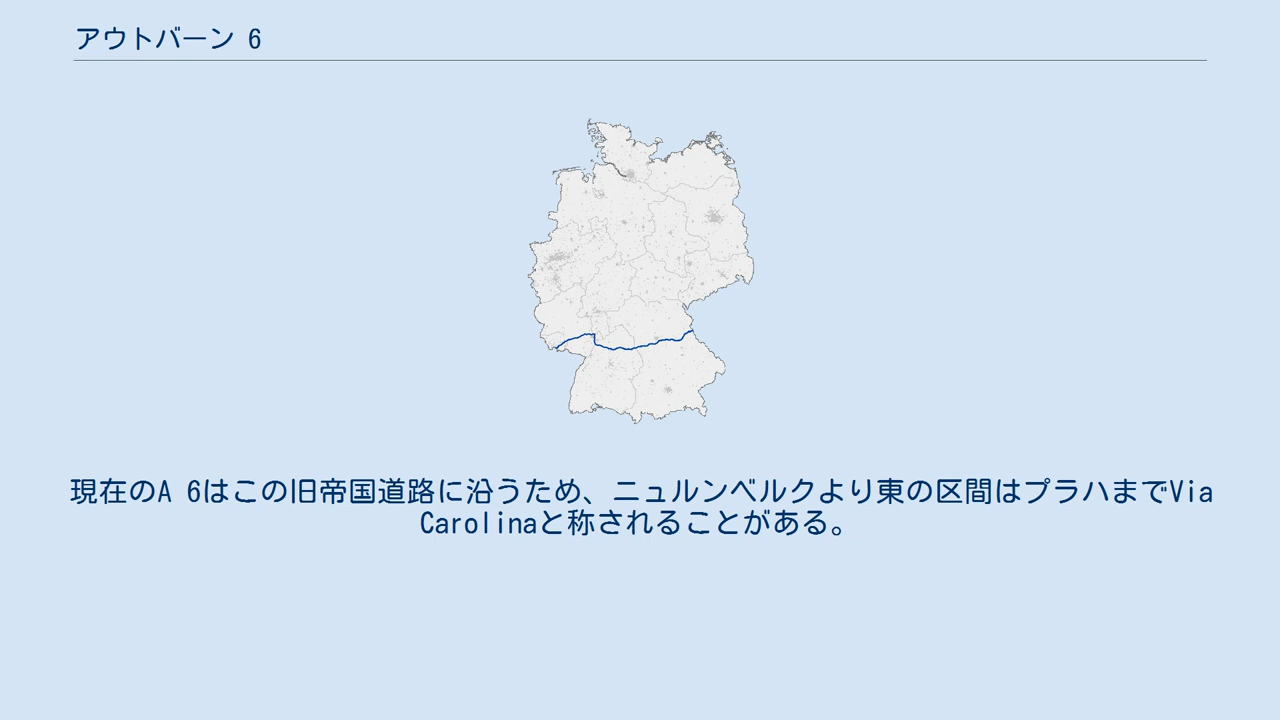 アウトバーン 6
現在のA 6はこの旧帝国道路に沿うため、ニュルンベルクより東の区間はプラハまでVia
Carolinaと称されることがある。